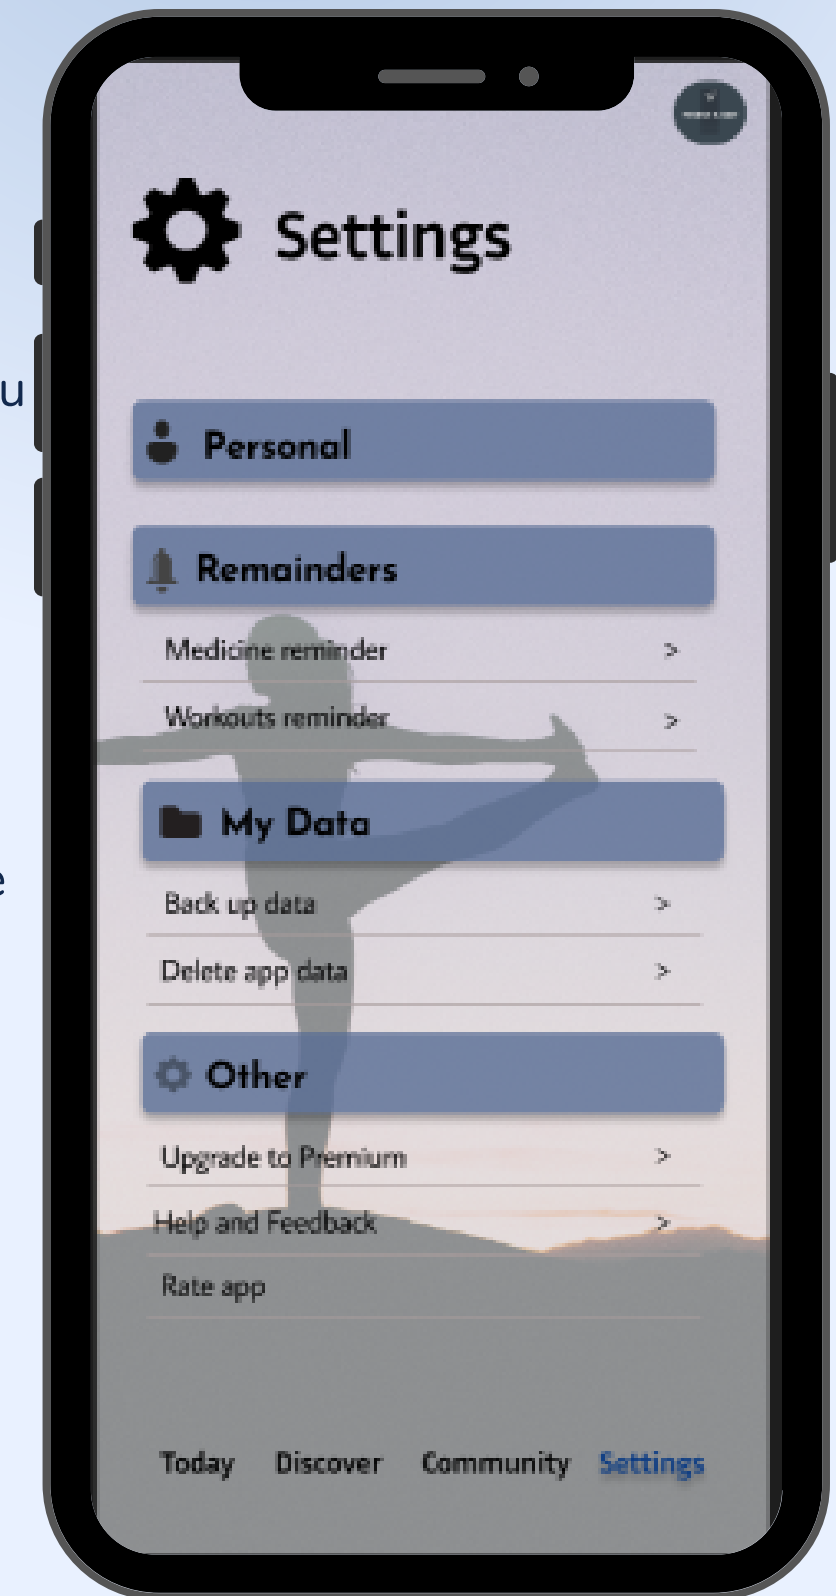 Settings
u
Personal
Remainders
Medicine reminder >
Workouts reminder >
My Data
e
Back up data >
Delete app data >
Other
Upgrade to Premium >
Help and Feedback >
Rate app
Today Discover Community Settings